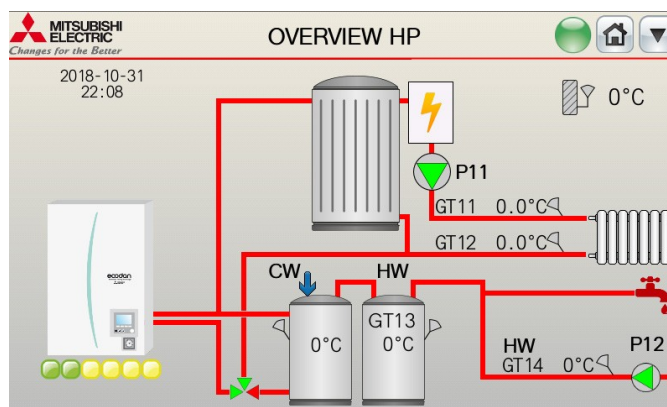 MITSUBISHI
ELECTRIC
Changes for the Better
OVERVIEW HP
2018-10-31
22:08
0°C
P11
GT11 0.0°C
GT12 0.0°C
ecodan
CW
HW
0°C
GT13
0°C
HW
GT14 0°C
P12